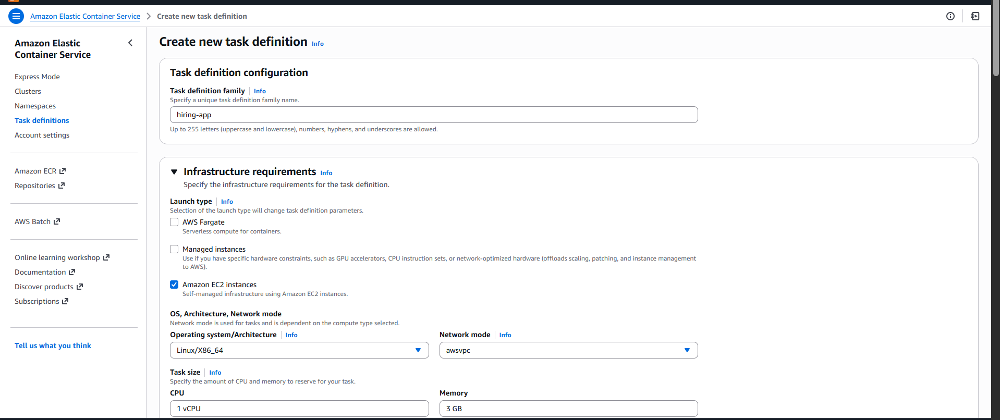 Amazon Elastic Container Service > Create new task definition
Amazon Elastic
Container Service
Express Mode
Clusters
Namespaces
Task definitions
Account settings
Amazon ECR
Repositories
AWS Batch
Online learning workshop
Documentation
Discover products
Subscriptions
Tell us what you think
Create new task definition Info
Task definition configuration
Task definition family Info
Specify a unique task definition family name.
hiring-app
Up to 255 letters (uppercase and lowercase), numbers, hyphens, and underscores are allowed.
Infrastructure requirements Info
Specify the infrastructure requirements for the task definition.
Launch type Info
Selection of the launch type will change task definition parameters.
AWS Fargate
Serverless compute for containers.
Managed instances
Use if you have specific hardware constraints, such as GPU accelerators, CPU instruction sets, or network-optimized hardware (offloads scaling, patching, and instance management
to AWS).
Amazon EC2 instances
Self-managed infrastructure using Amazon EC2 instances.
OS, Architecture, Network mode
Network mode is used for tasks and is dependent on the compute type selected.
Operating system/Architecture Info
Network mode Info
Linux/X86_64
awsvpc
Task size Info
Specify the amount of CPU and memory to reserve for your task.
CPU
Memory
1 vCPU
3 GB